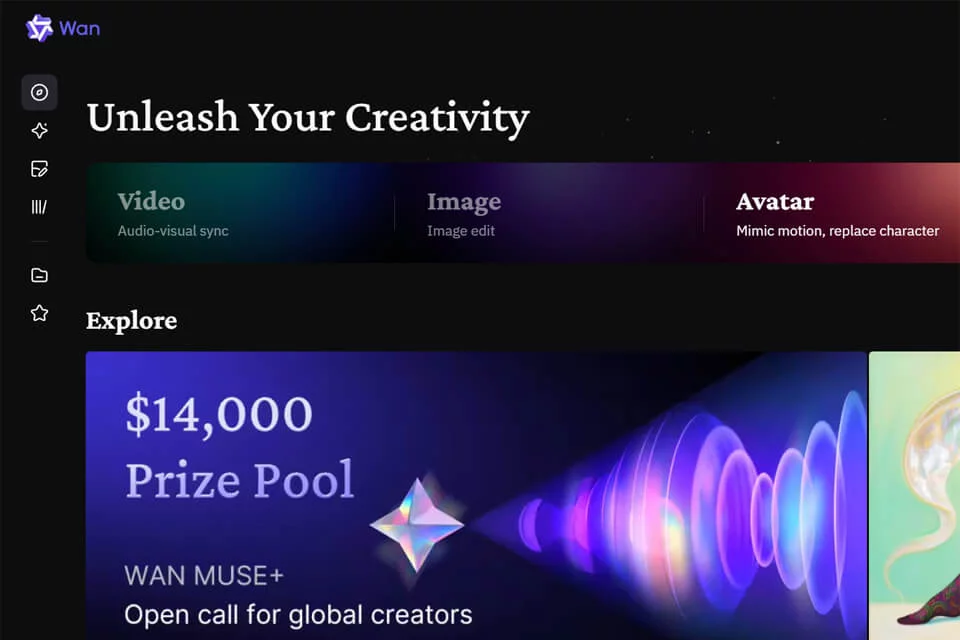 Wan
Unleash Your Creativity
Video
Audio-visual sync
Image
Image edit
Avatar
Mimic motion, replace character
Explore
$14,000
Prize Pool
WAN MUSE+
Open call for global creators